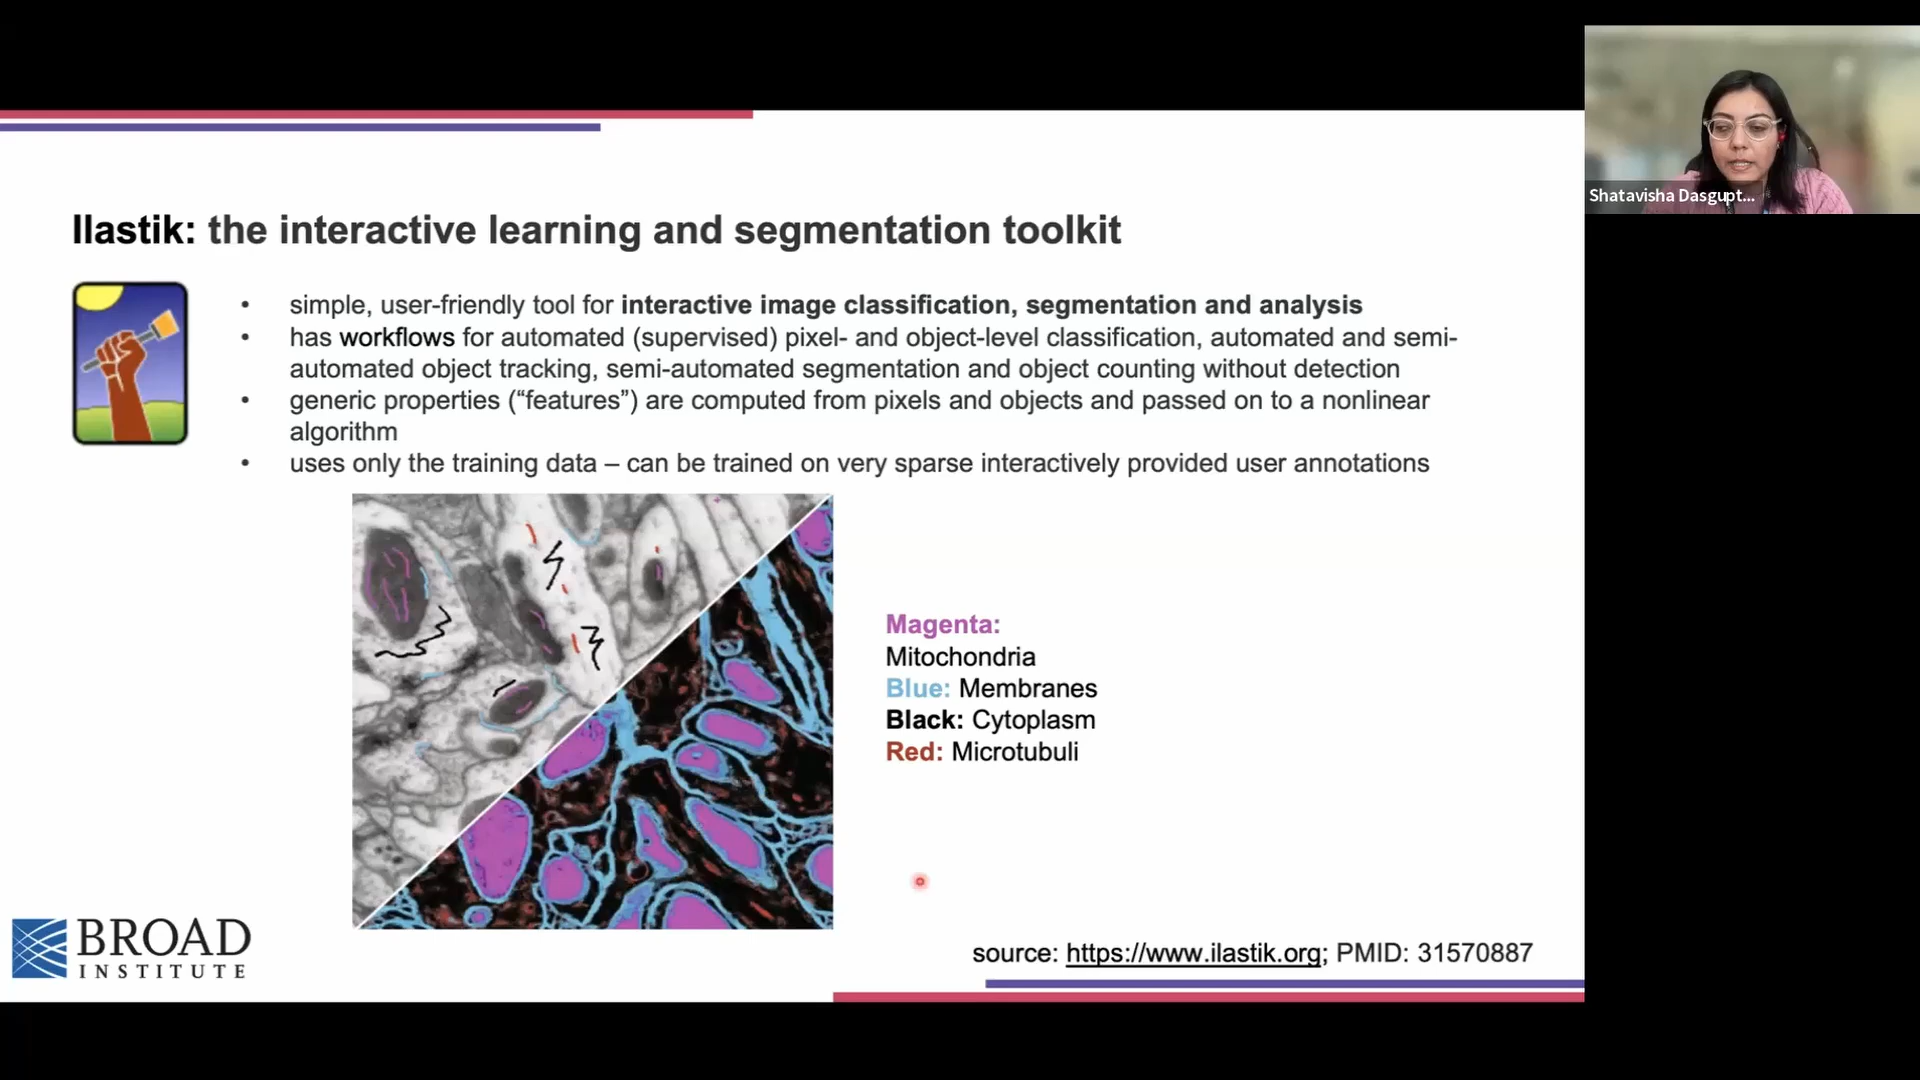 Shatavisha Dasgupt...
Ilastik: the interactive learning and segmentation toolkit
• simple, user-friendly tool for interactive image classification, segmentation and analysis
• has workflows for automated (supervised) pixel- and object-level classification, automated and semi-
automated object tracking, semi-automated segmentation and object counting without detection
• generic properties (“features”) are computed from pixels and objects and passed on to a nonlinear
algorithm
• uses only the training data – can be trained on very sparse interactively provided user annotations
Magenta:
Mitochondria
Blue: Membranes
Black: Cytoplasm
Red: Microtubuli
BROAD
INSTITUTE
source: https://www.ilastik.org; PMID: 31570887